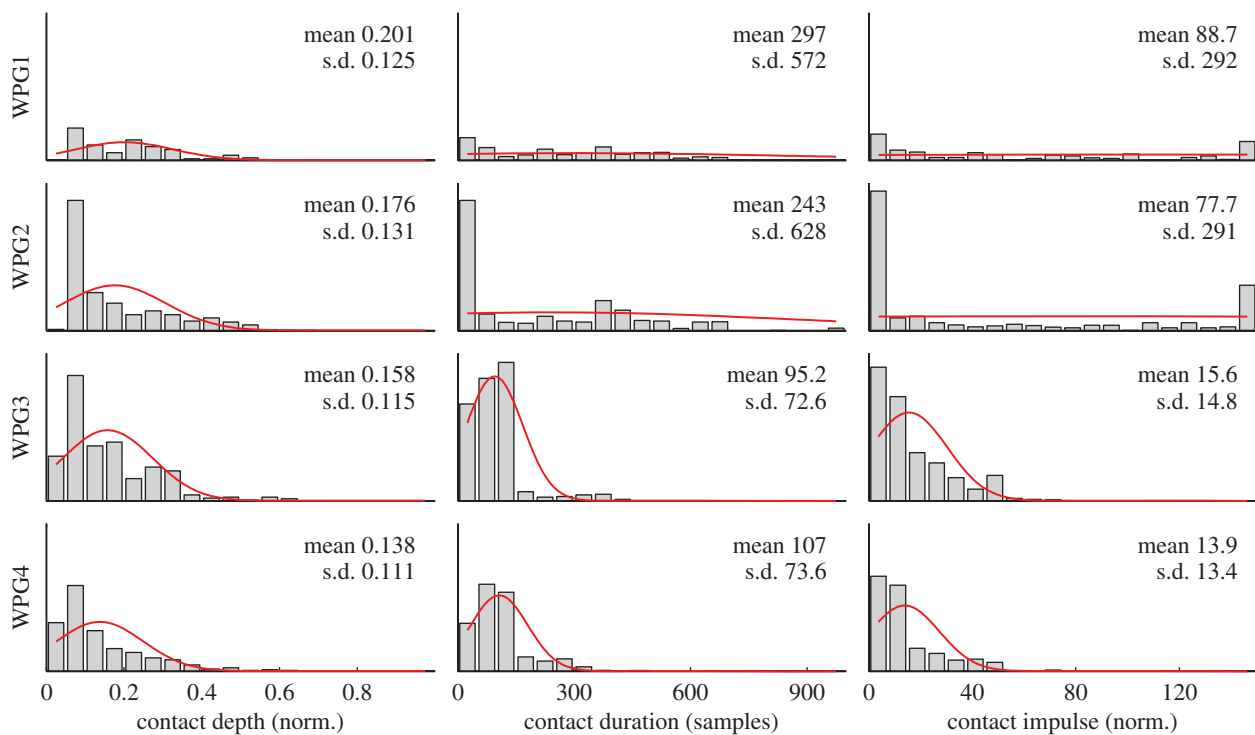 WPG1
mean 0.201
s.d. 0.125
mean 297
s.d. 572
mean 88.7
s.d. 292
WPG2
mean 0.176
s.d. 0.131
mean 243
s.d. 628
mean 77.7
s.d. 291
WPG3
mean 0.158
s.d. 0.115
mean 95.2
s.d. 72.6
mean 15.6
s.d. 14.8
WPG4
mean 0.138
s.d. 0.111
mean 107
s.d. 73.6
mean 13.9
s.d. 13.4
0 0.2 0.4 0.6 0.8
0 300 600 900
0 40 80 120
contact depth (norm.)
contact duration (samples)
contact impulse (norm.)